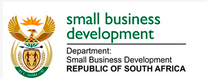 small business
development
Department:
Small Business Development
REPUBLIC OF SOUTH AFRICA